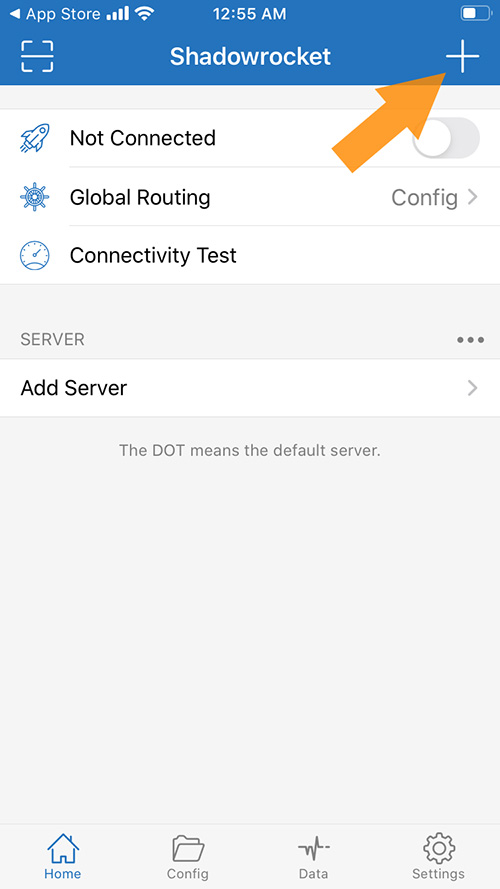 App Store 12:55 AM
Shadowrocket
Not Connected
Global Routing Config
Connectivity Test
SERVER
Add Server
The DOT means the default server.
Home Config Data Settings